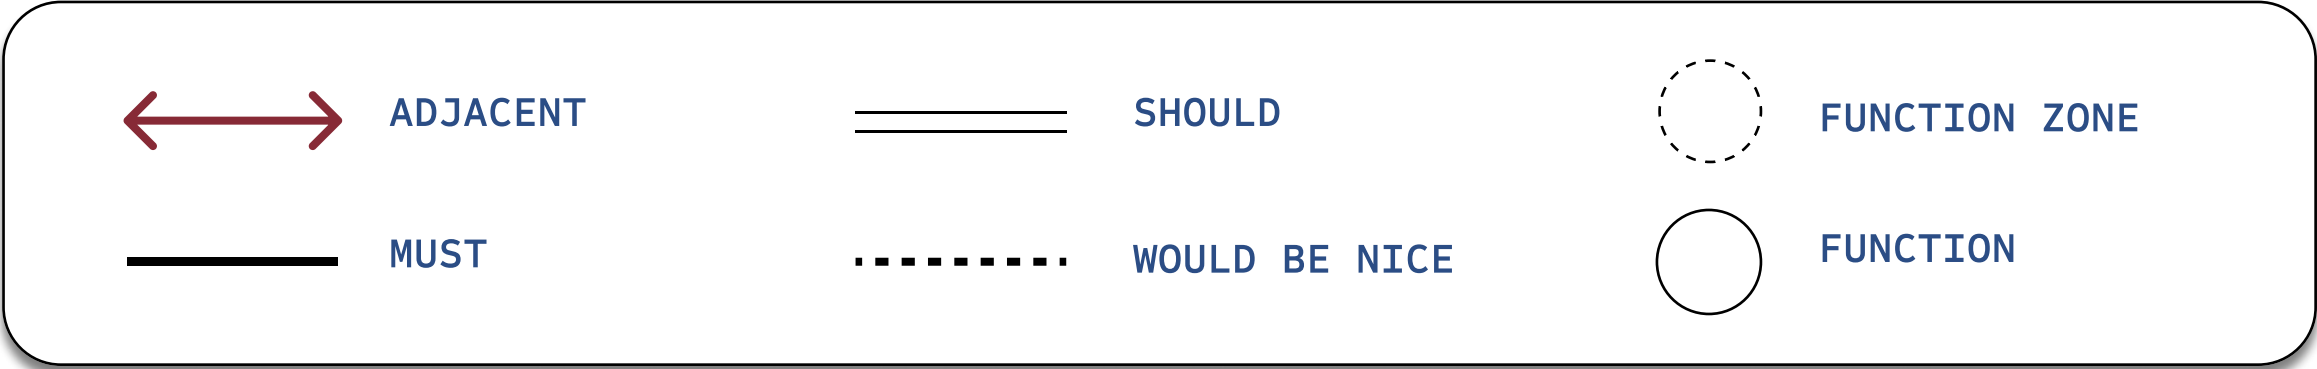 ADJACENT
SHOULD
FUNCTION ZONE
MUST
WOULD BE NICE
FUNCTION